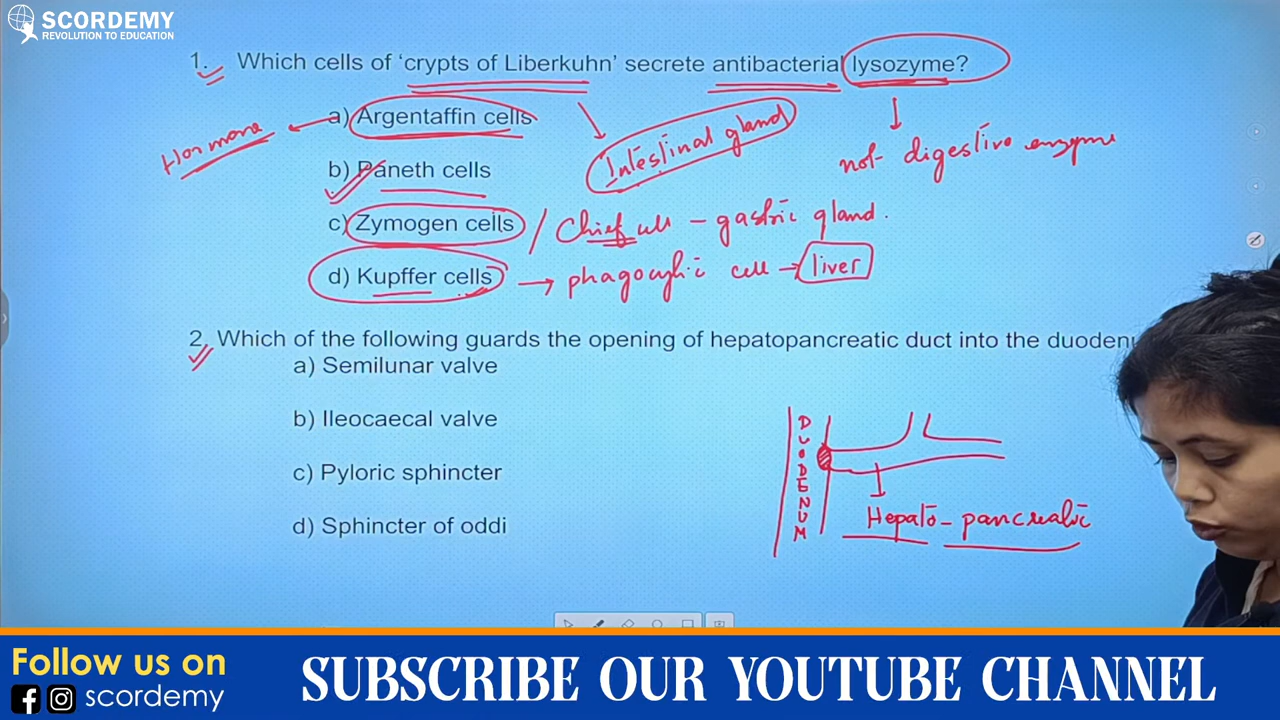 SCORDEMY
REVOLUTION TO EDUCATION
1. Which cells of 'crypts of Liberkuhn' secrete antibacterial lysozyme?
a) Argentaffin cells
Hormone
Intestinal gland
not digestive enzyme
b) Paneth cells
c) Zymogen cells / Chief cells - gastric gland.
d) Kupffer cells → phagocytic cell → liver
2. Which of the following guards the opening of hepatopancreatic duct into the
a) Semilunar valve
b) Ileocaecal valve
c) Pyloric sphincter
d) Sphincter of oddi
DUODENUM
Hepato-pancreatic
Follow us on
scordemy
SUBSCRIBE OUR YOUTUBE CHANNEL